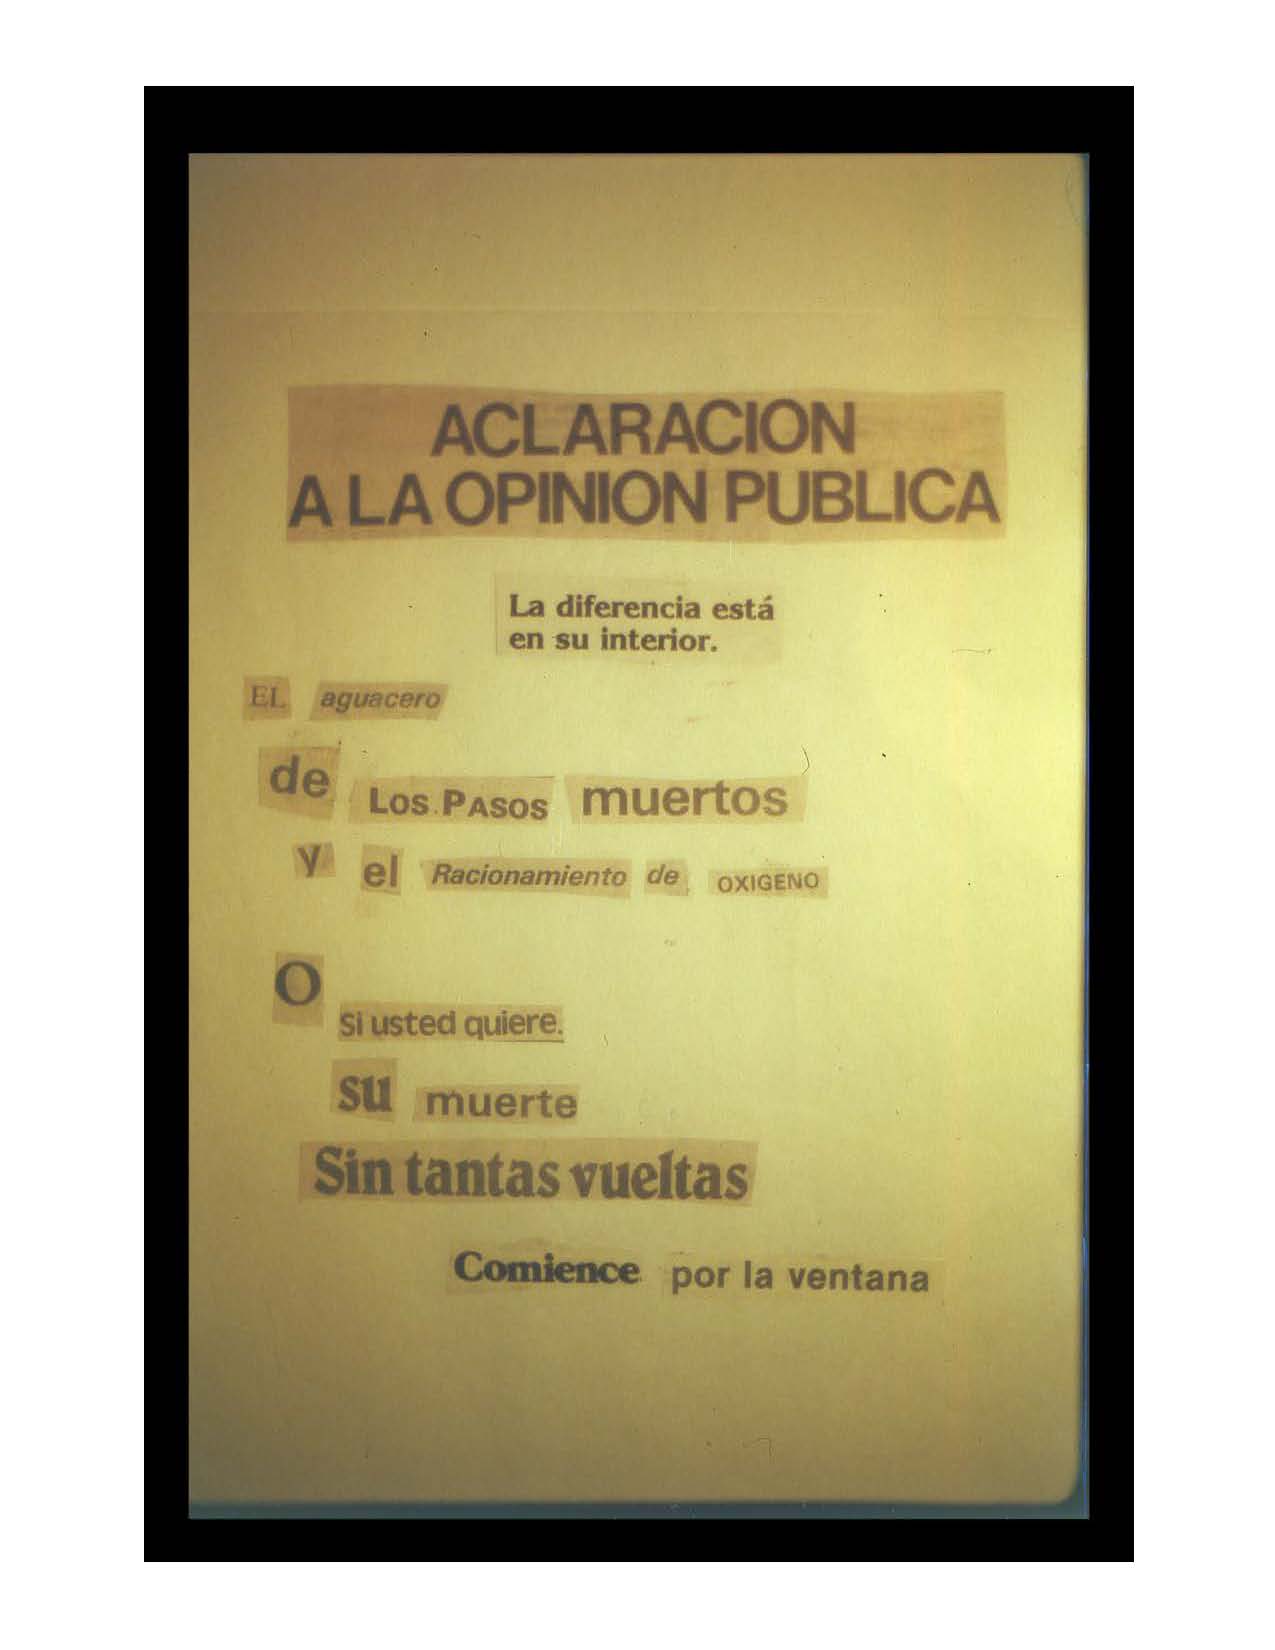 ACLARACION
A LA OPINION PUBLICA
La diferencia está
en su interior.
EL aguacero
de Los Pasos muertos
y el Racionamiento de OXIGENO
O
Si usted quiere.
su muerte
Sin tantas vueltas
Comience por la ventana